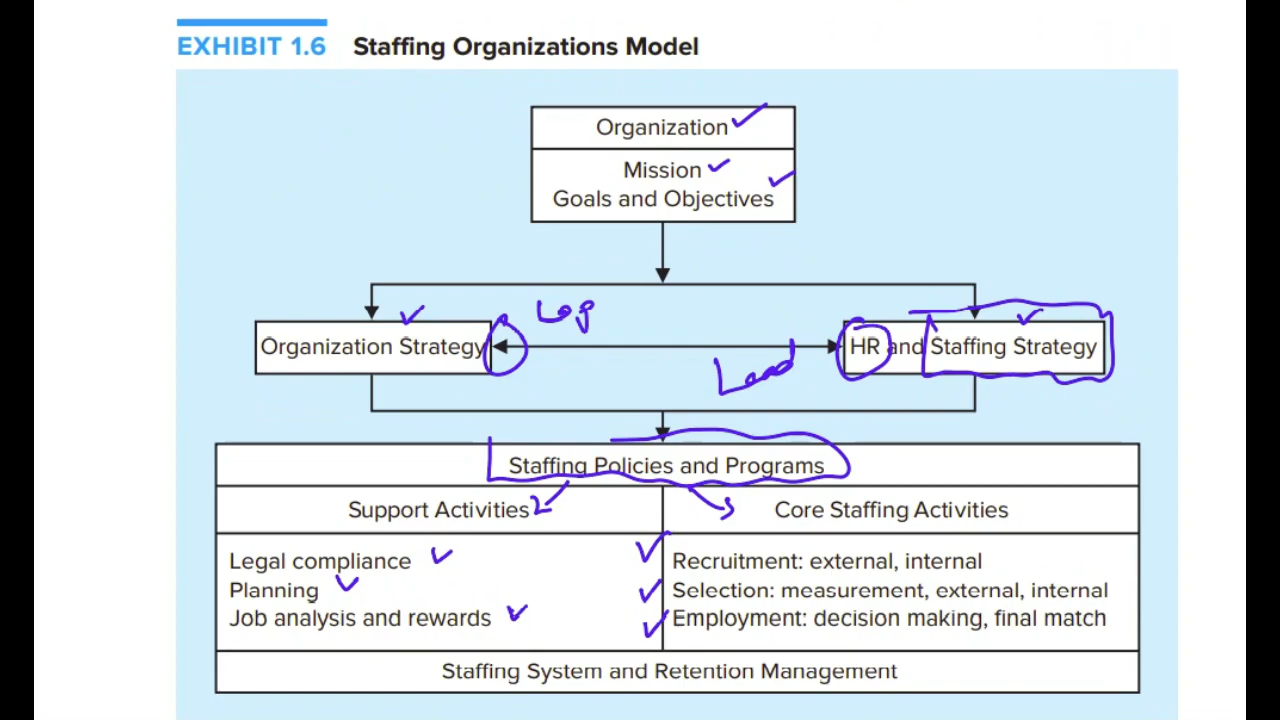 EXHIBIT 1.6 Staffing Organizations Model
Organization
Mission
Goals and Objectives
Organization Strategy
HR and Staffing Strategy
Lead
Staffing Policies and Programs
Support Activities
Core Staffing Activities
Legal compliance
Planning
Job analysis and rewards
Recruitment: external, internal
Selection: measurement, external, internal
Employment: decision making, final match
Staffing System and Retention Management